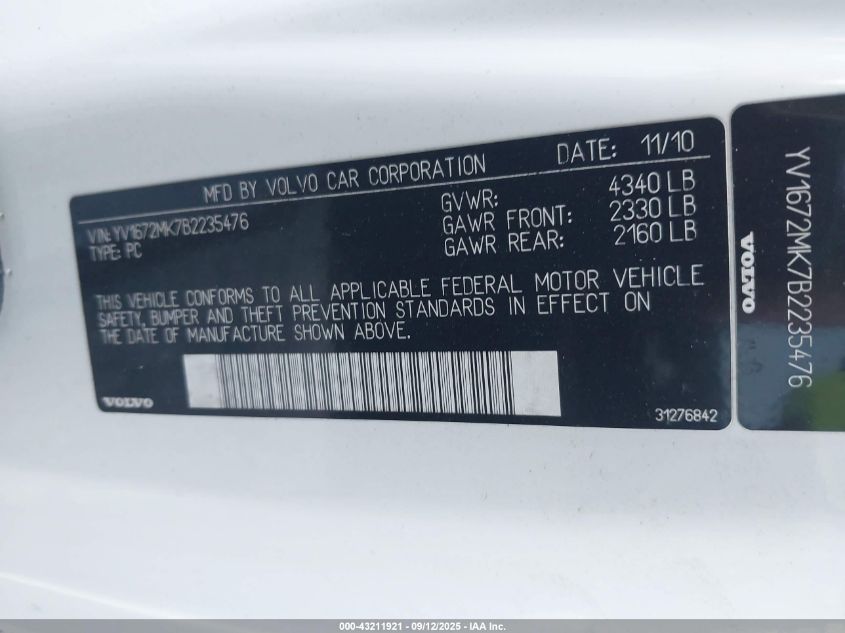 MFD BY VOLVO CAR CORPORATION DATE: 11/10
VIN: YV1672MK7B2235476
TYPE: PC
GVWR: 4340 LB
GAWR FRONT: 2330 LB
GAWR REAR: 2160 LB
THIS VEHICLE CONFORMS TO ALL APPLICABLE FEDERAL MOTOR VEHICLE
SAFETY, BUMPER AND THEFT PREVENTION STANDARDS IN EFFECT ON
THE DATE OF MANUFACTURE SHOWN ABOVE.
VOLVO
31276842
VOLVO
YV1672MK7B2235476
000-43211921 - 09/12/2025 - IAA Inc.